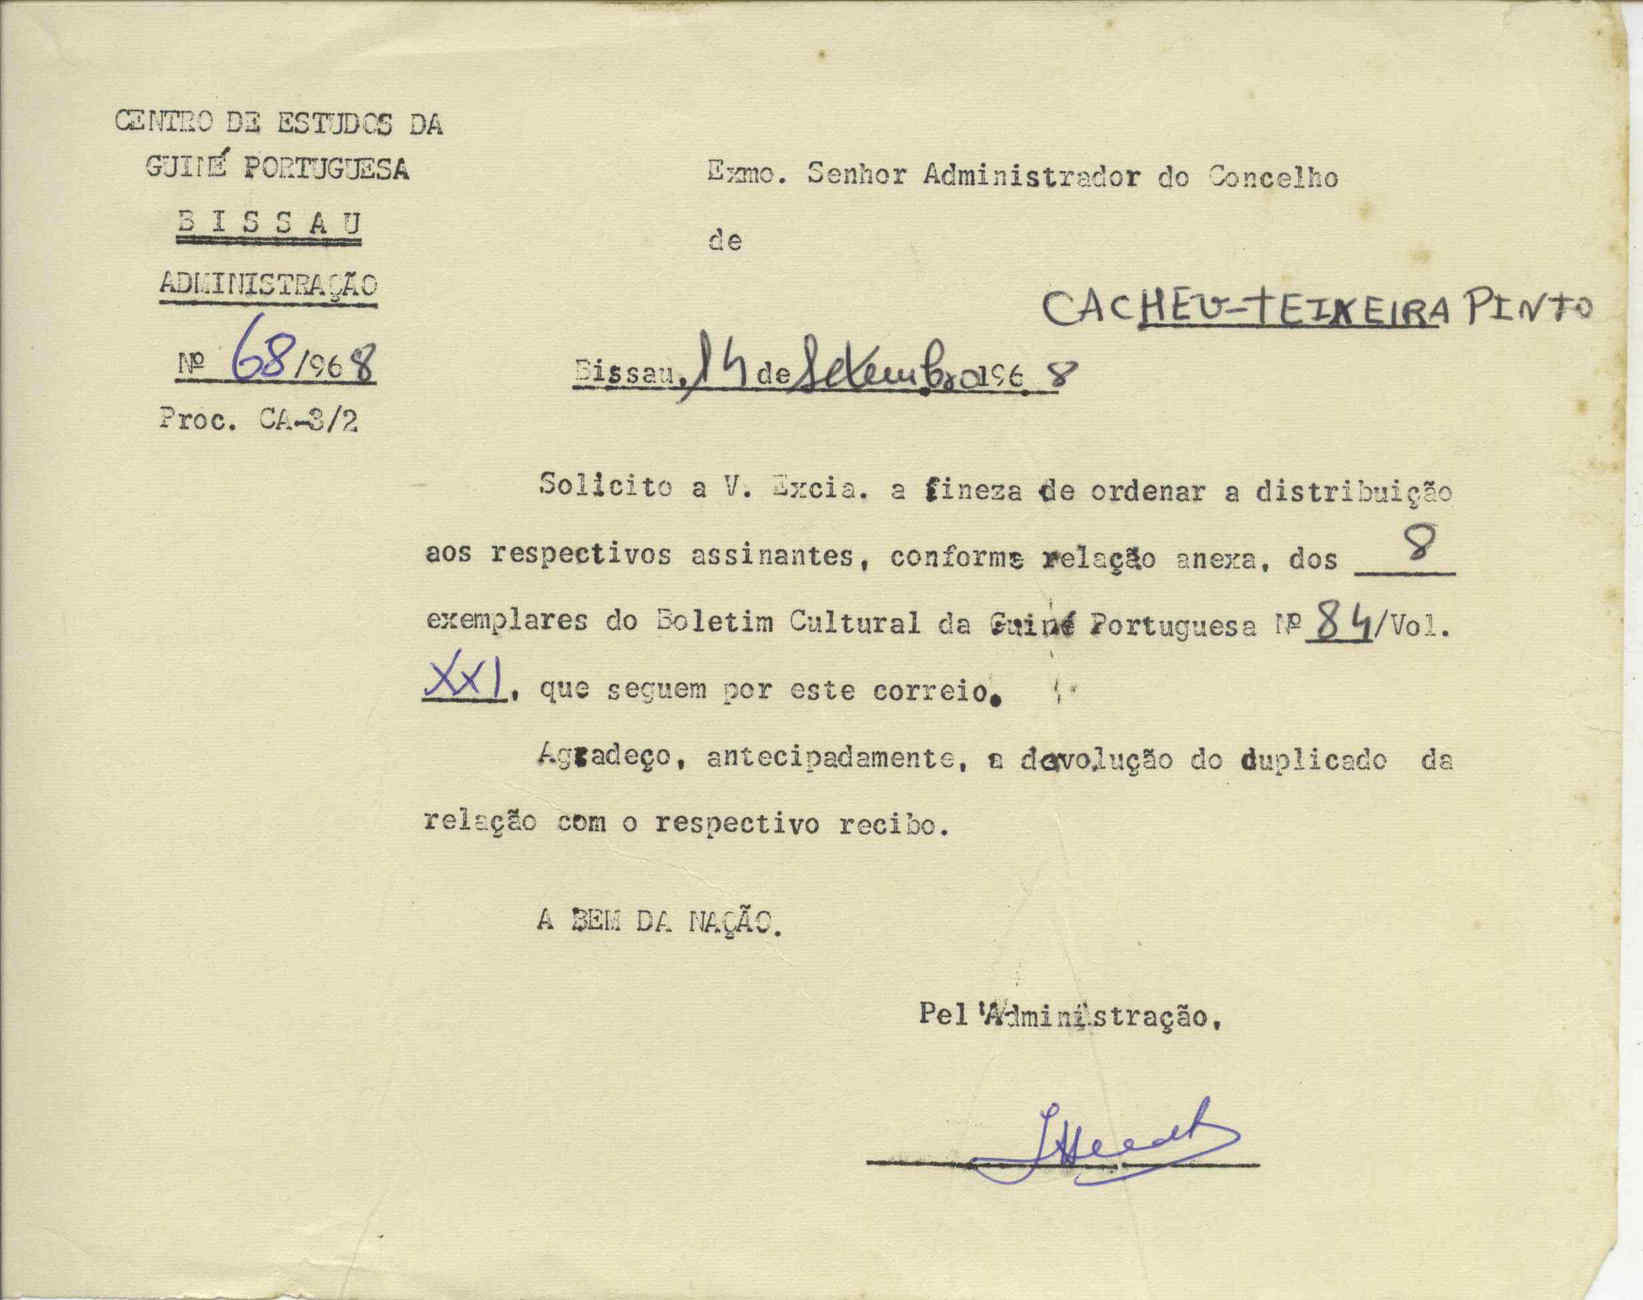 CENTRO DE ESTUDOS DA
GUINÉ PORTUGUESA
B I S S A U
ADMINISTRAÇÃO
Nº 68/968
Proc. CA-3/2
Exmo. Senhor Administrador do Concelho
de
CACHEU-TEIXEIRA PINTO
Bissau, 14 de Setembro 196 8
Solicito a V. Excia. a fineza de ordenar a distribuição
aos respectivos assinantes, conforme relação anexa, dos 8
exemplares do Boletim Cultural da Guiné Portuguesa Nº 84/Vol.
XXI, que seguem por este correio.
Agradeço, antecipadamente, a devolução do duplicado da
relação com o respectivo recibo.
A BEM DA NAÇÃO.
Pel'Administração,